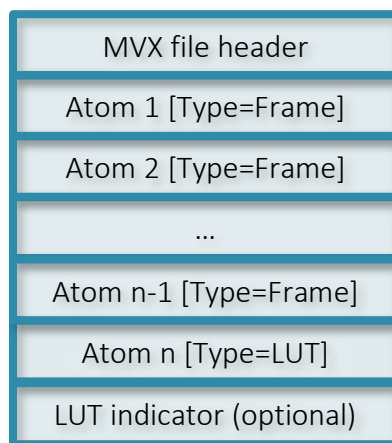 MVX file header
Atom 1 [Type=Frame]
Atom 2 [Type=Frame]
...
Atom n-1 [Type=Frame]
Atom n [Type=LUT]
LUT indicator (optional)